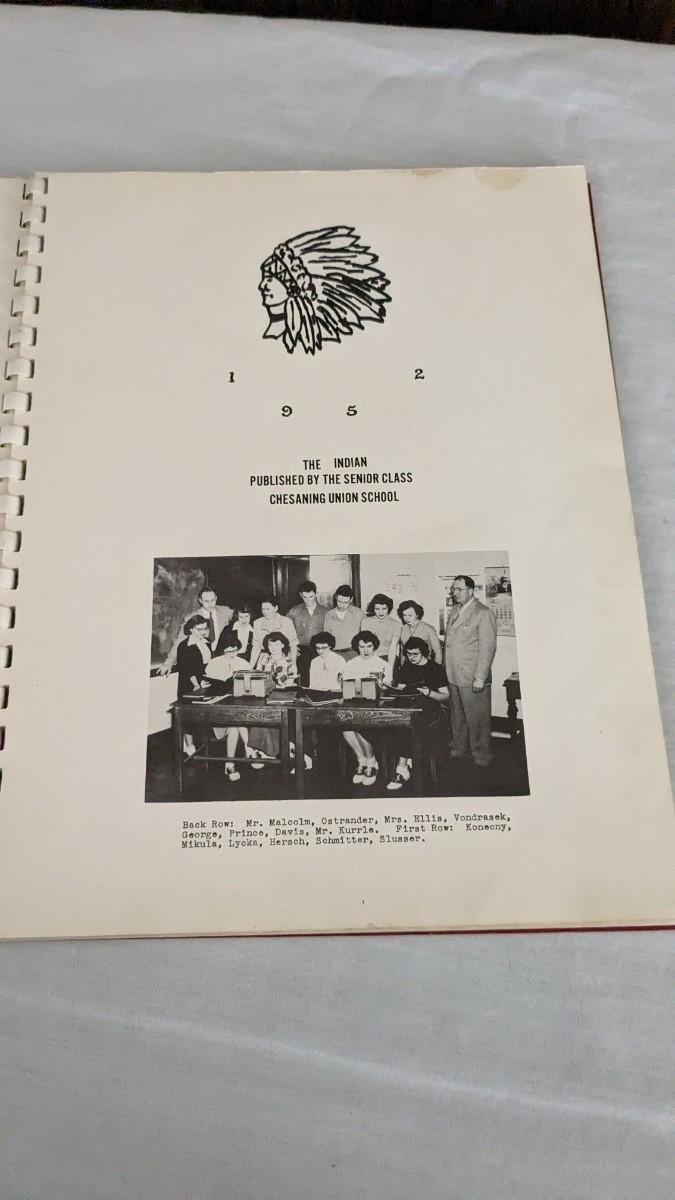 1 2
9 5
THE INDIAN
PUBLISHED BY THE SENIOR CLASS
CHESANING UNION SCHOOL
Back Row: Mr. Malcolm, Ostrander, Mrs. Ellis, Vondrasek,
George, Prince, Davis, Mr. Kurrle. First Row: Konecny,
Mikula, Lycka, Hersch, Schmitter, Slusser.
1